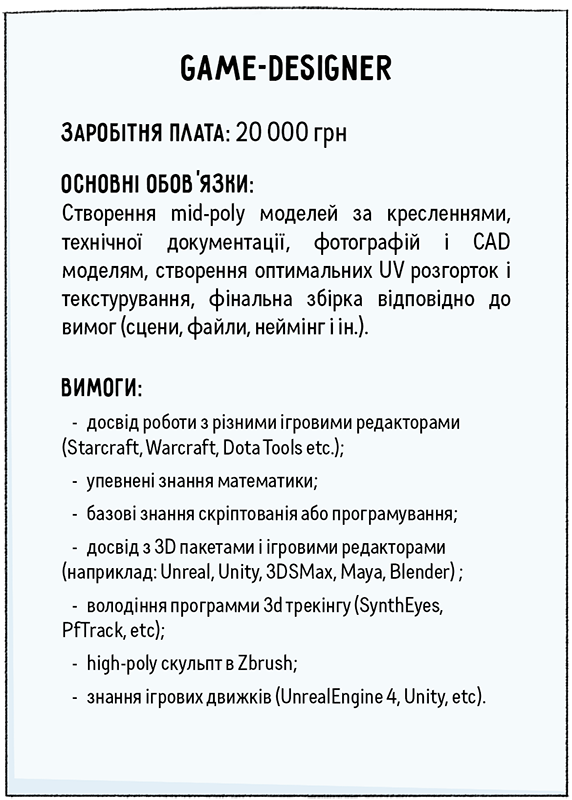 GAME-DESIGNER
ЗАРОБІТНЯ ПЛАТА: 20 000 грн
ОСНОВНІ ОБОВ'ЯЗКИ:
Створення mid-poly моделей за кресленнями,
технічної документації, фотографій і CAD
моделям, створення оптимальних UV розгорток і
текстурування, фінальна збірка відповідно до
вимог (сцени, файли, неймінг і ін.).
ВИМОГИ:
- досвід роботи з різними ігровими редакторами
(Starcraft, Warcraft, Dota Tools etc.);
- упевнені знання математики;
- базові знання скріптованія або програмування;
- досвід з 3D пакетами і ігровими редакторами
(наприклад: Unreal, Unity, 3DSMax, Maya, Blender) ;
- володіння программи 3d трекінгу (SynthEyes,
PfTrack, etc);
- high-poly скульпт в Zbrush;
- знання ігрових движків (UnrealEngine 4, Unity, etc).